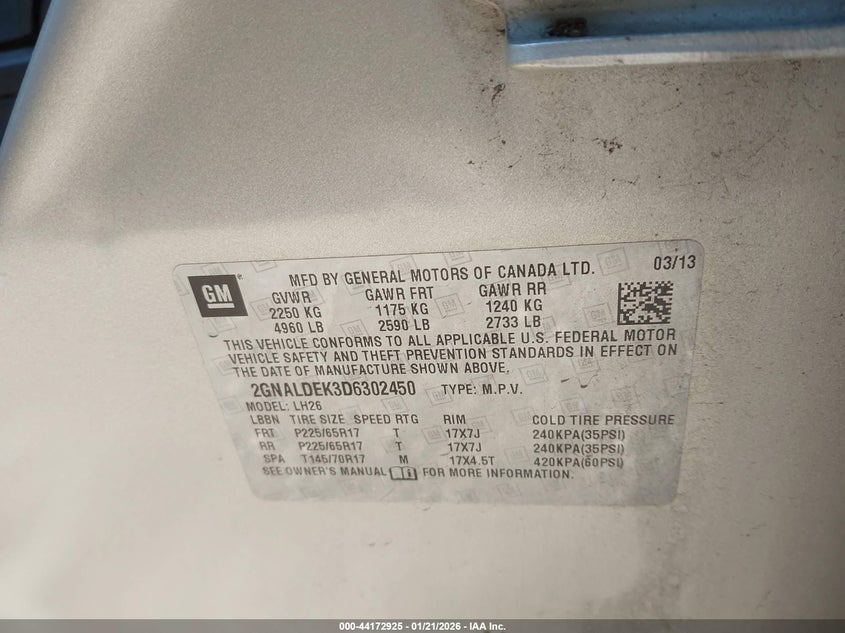 GM
MFD BY GENERAL MOTORS OF CANADA LTD.
03/13
GVWR GAWR FRT GAWR RR
2250 KG 1175 KG 1240 KG
4960 LB 2590 LB 2733 LB
THIS VEHICLE CONFORMS TO ALL APPLICABLE U.S. FEDERAL MOTOR
VEHICLE SAFETY AND THEFT PREVENTION STANDARDS IN EFFECT ON
THE DATE OF MANUFACTURE SHOWN ABOVE.
2GNALDEK3D6302450 TYPE: M.P.V.
MODEL: LH26
LBBN TIRE SIZE SPEED RTG RIM COLD TIRE PRESSURE
FRT P225/65R17 T 17X7J 240KPA(35PSI)
RR P225/65R17 T 17X7J 240KPA(35PSI)
SPA T145/70R17 M 17X4.5T 420KPA(60PSI)
SEE OWNER'S MANUAL FOR MORE INFORMATION.
000-44172925 - 01/21/2026 - IAA Inc.